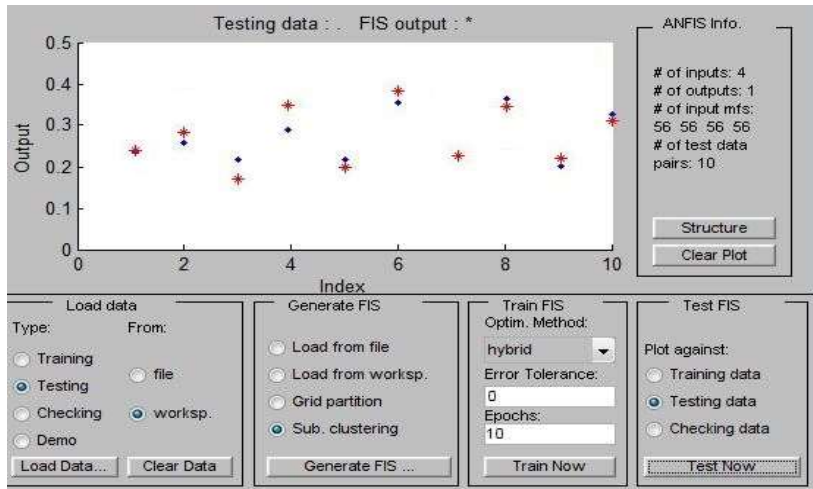 Testing data : .   FIS output : *
0.5
0.4
0.3
0.2
0.1
0
Output
0 2 4 6 8 10
Index
ANFIS Info.
# of inputs: 4
# of outputs: 1
# of input mfs:
56 56 56 56
# of test data
pairs: 10
Structure
Clear Plot
Load data
Type: From:
Training
Testing
Checking
Demo
file
worksp.
Load Data... Clear Data
Generate FIS
Load from file
Load from worksp.
Grid partition
Sub. clustering
Generate FIS ...
Train FIS
Optim. Method:
hybrid
Error Tolerance:
0
Epochs:
10
Train Now
Test FIS
Plot against:
Training data
Testing data
Checking data
Test Now